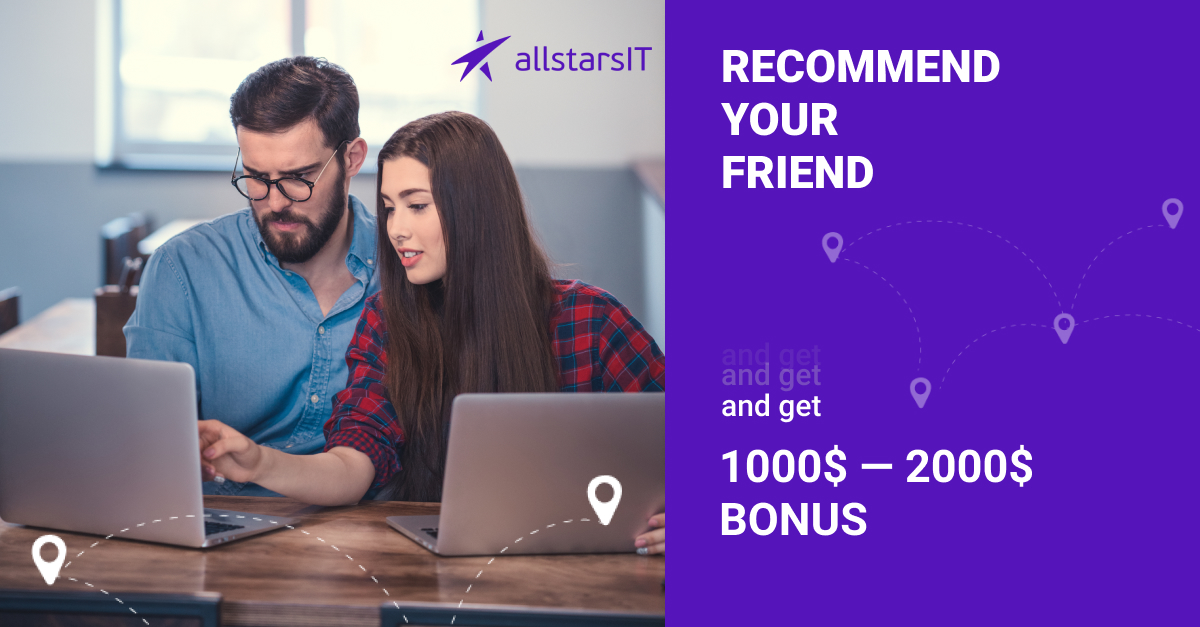 allstarsIT
RECOMMEND
YOUR
FRIEND
and get
and get
and get
1000$ — 2000$
BONUS